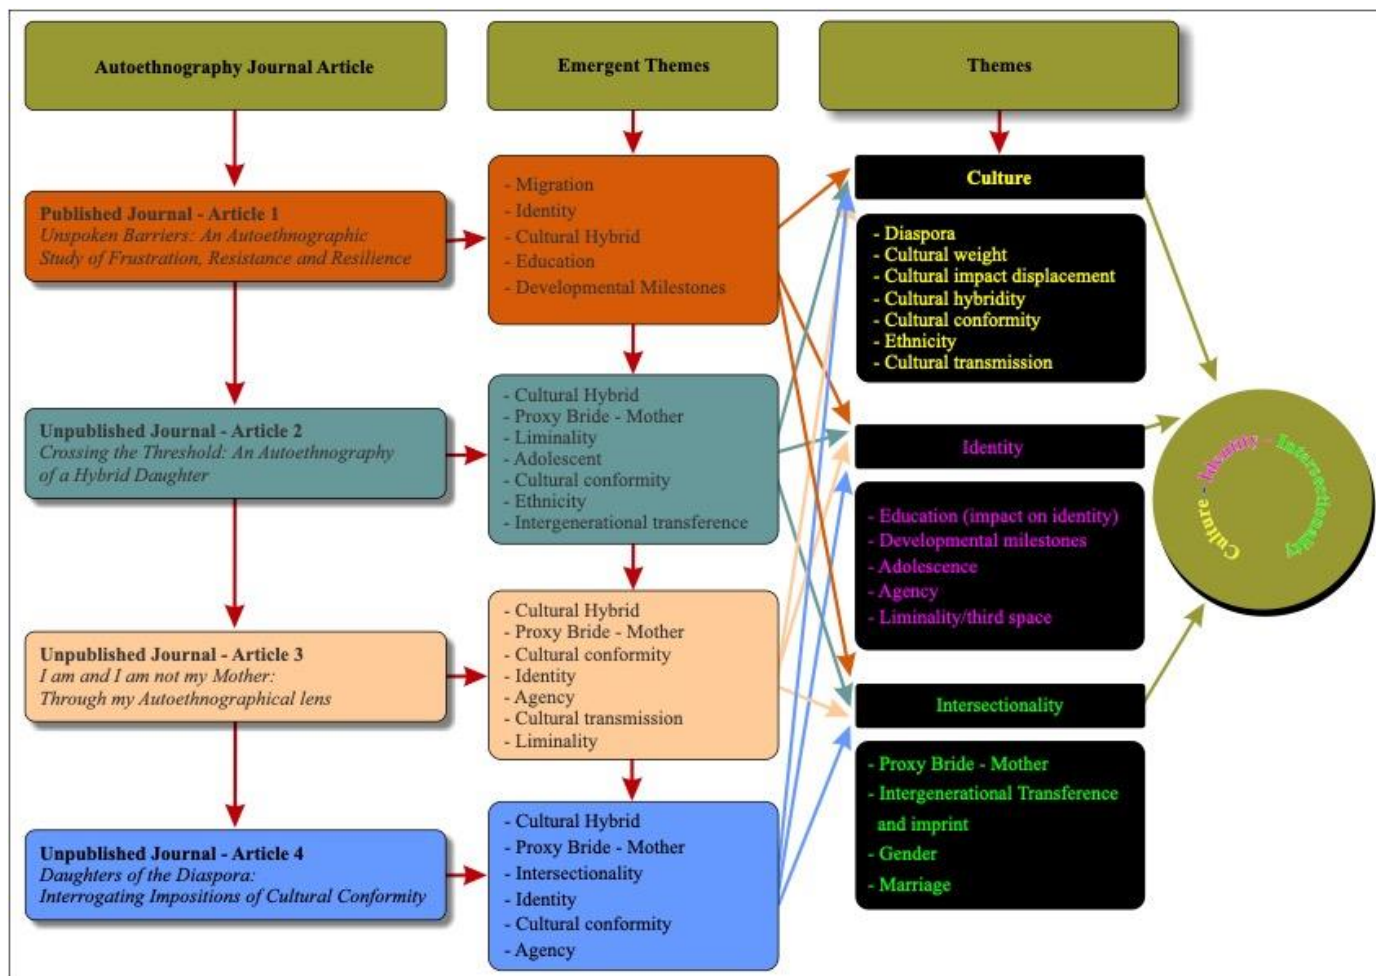 Autoethnography Journal Article
Emergent Themes
Themes
Published Journal - Article 1
Unspoken Barriers: An Autoethnographic
Study of Frustration, Resistance and Resilience
- Migration
- Identity
- Cultural Hybrid
- Education
- Developmental Milestones
Culture
- Diaspora
- Cultural weight
- Cultural impact displacement
- Cultural hybridity
- Cultural conformity
- Ethnicity
- Cultural transmission
Unpublished Journal - Article 2
Crossing the Threshold: An Autoethnography
of a Hybrid Daughter
- Cultural Hybrid
- Proxy Bride - Mother
- Liminality
- Adolescent
- Cultural conformity
- Ethnicity
- Intergenerational transference
Identity
- Education (impact on identity)
- Developmental milestones
- Adolescence
- Agency
- Liminality/third space
Culture - Identity - Intersectionality
Unpublished Journal - Article 3
I am and I am not my Mother:
Through my Autoethnographical lens
- Cultural Hybrid
- Proxy Bride - Mother
- Cultural conformity
- Identity
- Agency
- Cultural transmission
- Liminality
Intersectionality
- Proxy Bride - Mother
- Intergenerational Transference
and imprint
- Gender
- Marriage
Unpublished Journal - Article 4
Daughters of the Diaspora:
Interrogating Impositions of Cultural Conformity
- Cultural Hybrid
- Proxy Bride - Mother
- Intersectionality
- Identity
- Cultural conformity
- Agency